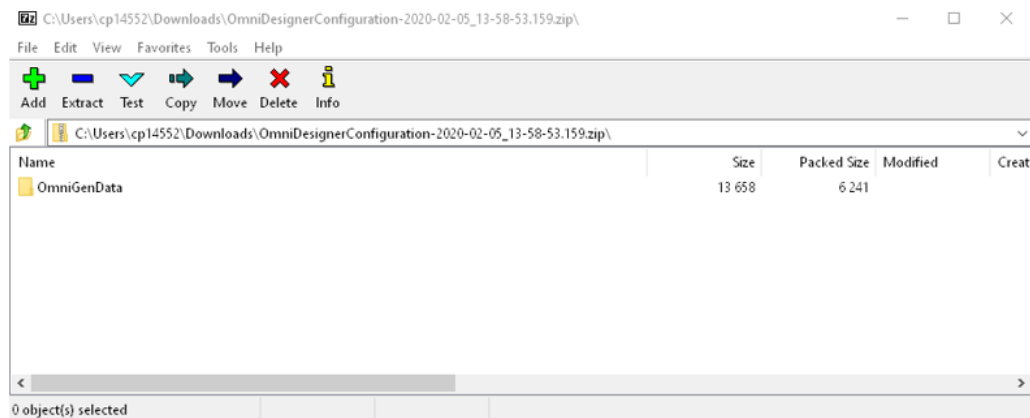 7z C:\Users\cp14552\Downloads\OmniDesignerConfiguration-2020-02-05_13-58-53.159.zip\
File Edit View Favorites Tools Help
Add Extract Test Copy Move Delete Info
C:\Users\cp14552\Downloads\OmniDesignerConfiguration-2020-02-05_13-58-53.159.zip\
Name Size Packed Size Modified Creat
OmniGenData 13 658 6 241
0 object(s) selected